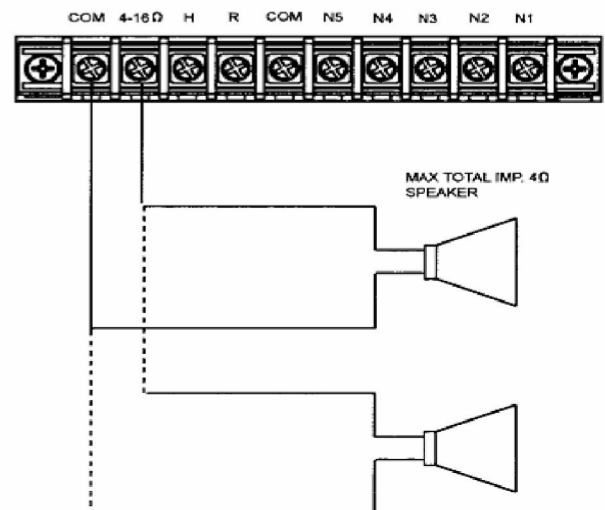 COM 4-16Ω H R COM N5 N4 N3 N2 N1
MAX TOTAL IMP. 4Ω
SPEAKER